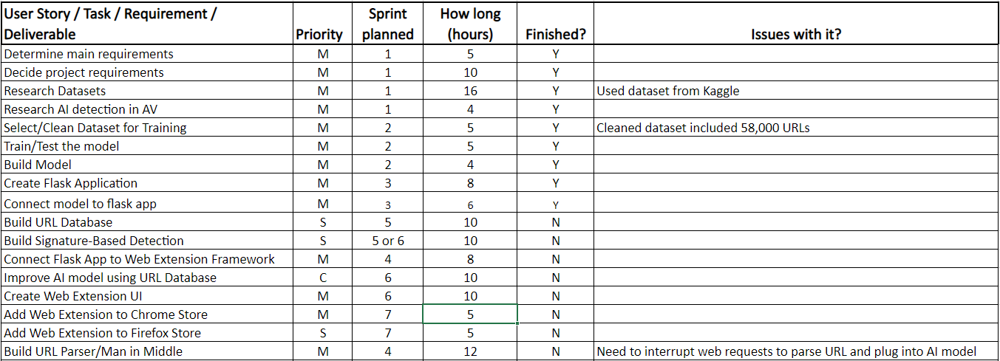 User Story / Task / Requirement / Deliverable Priority Sprint planned How long (hours) Finished? Issues with it?
Determine main requirements M 1 5 Y
Decide project requirements M 1 10 Y
Research Datasets M 1 16 Y Used dataset from Kaggle
Research AI detection in AV M 1 4 Y
Select/Clean Dataset for Training M 2 5 Y Cleaned dataset included 58,000 URLs
Train/Test the model M 2 5 Y
Build Model M 2 4 Y
Create Flask Application M 3 8 Y
Connect model to flask app M 3 6 Y
Build URL Database S 5 10 N
Build Signature-Based Detection S 5 or 6 10 N
Connect Flask App to Web Extension Framework M 4 8 N
Improve AI model using URL Database C 6 10 N
Create Web Extension UI M 6 10 N
Add Web Extension to Chrome Store M 7 5 N
Add Web Extension to Firefox Store S 7 5 N
Build URL Parser/Man in Middle M 4 12 N Need to interrupt web requests to parse URL and plug into AI model